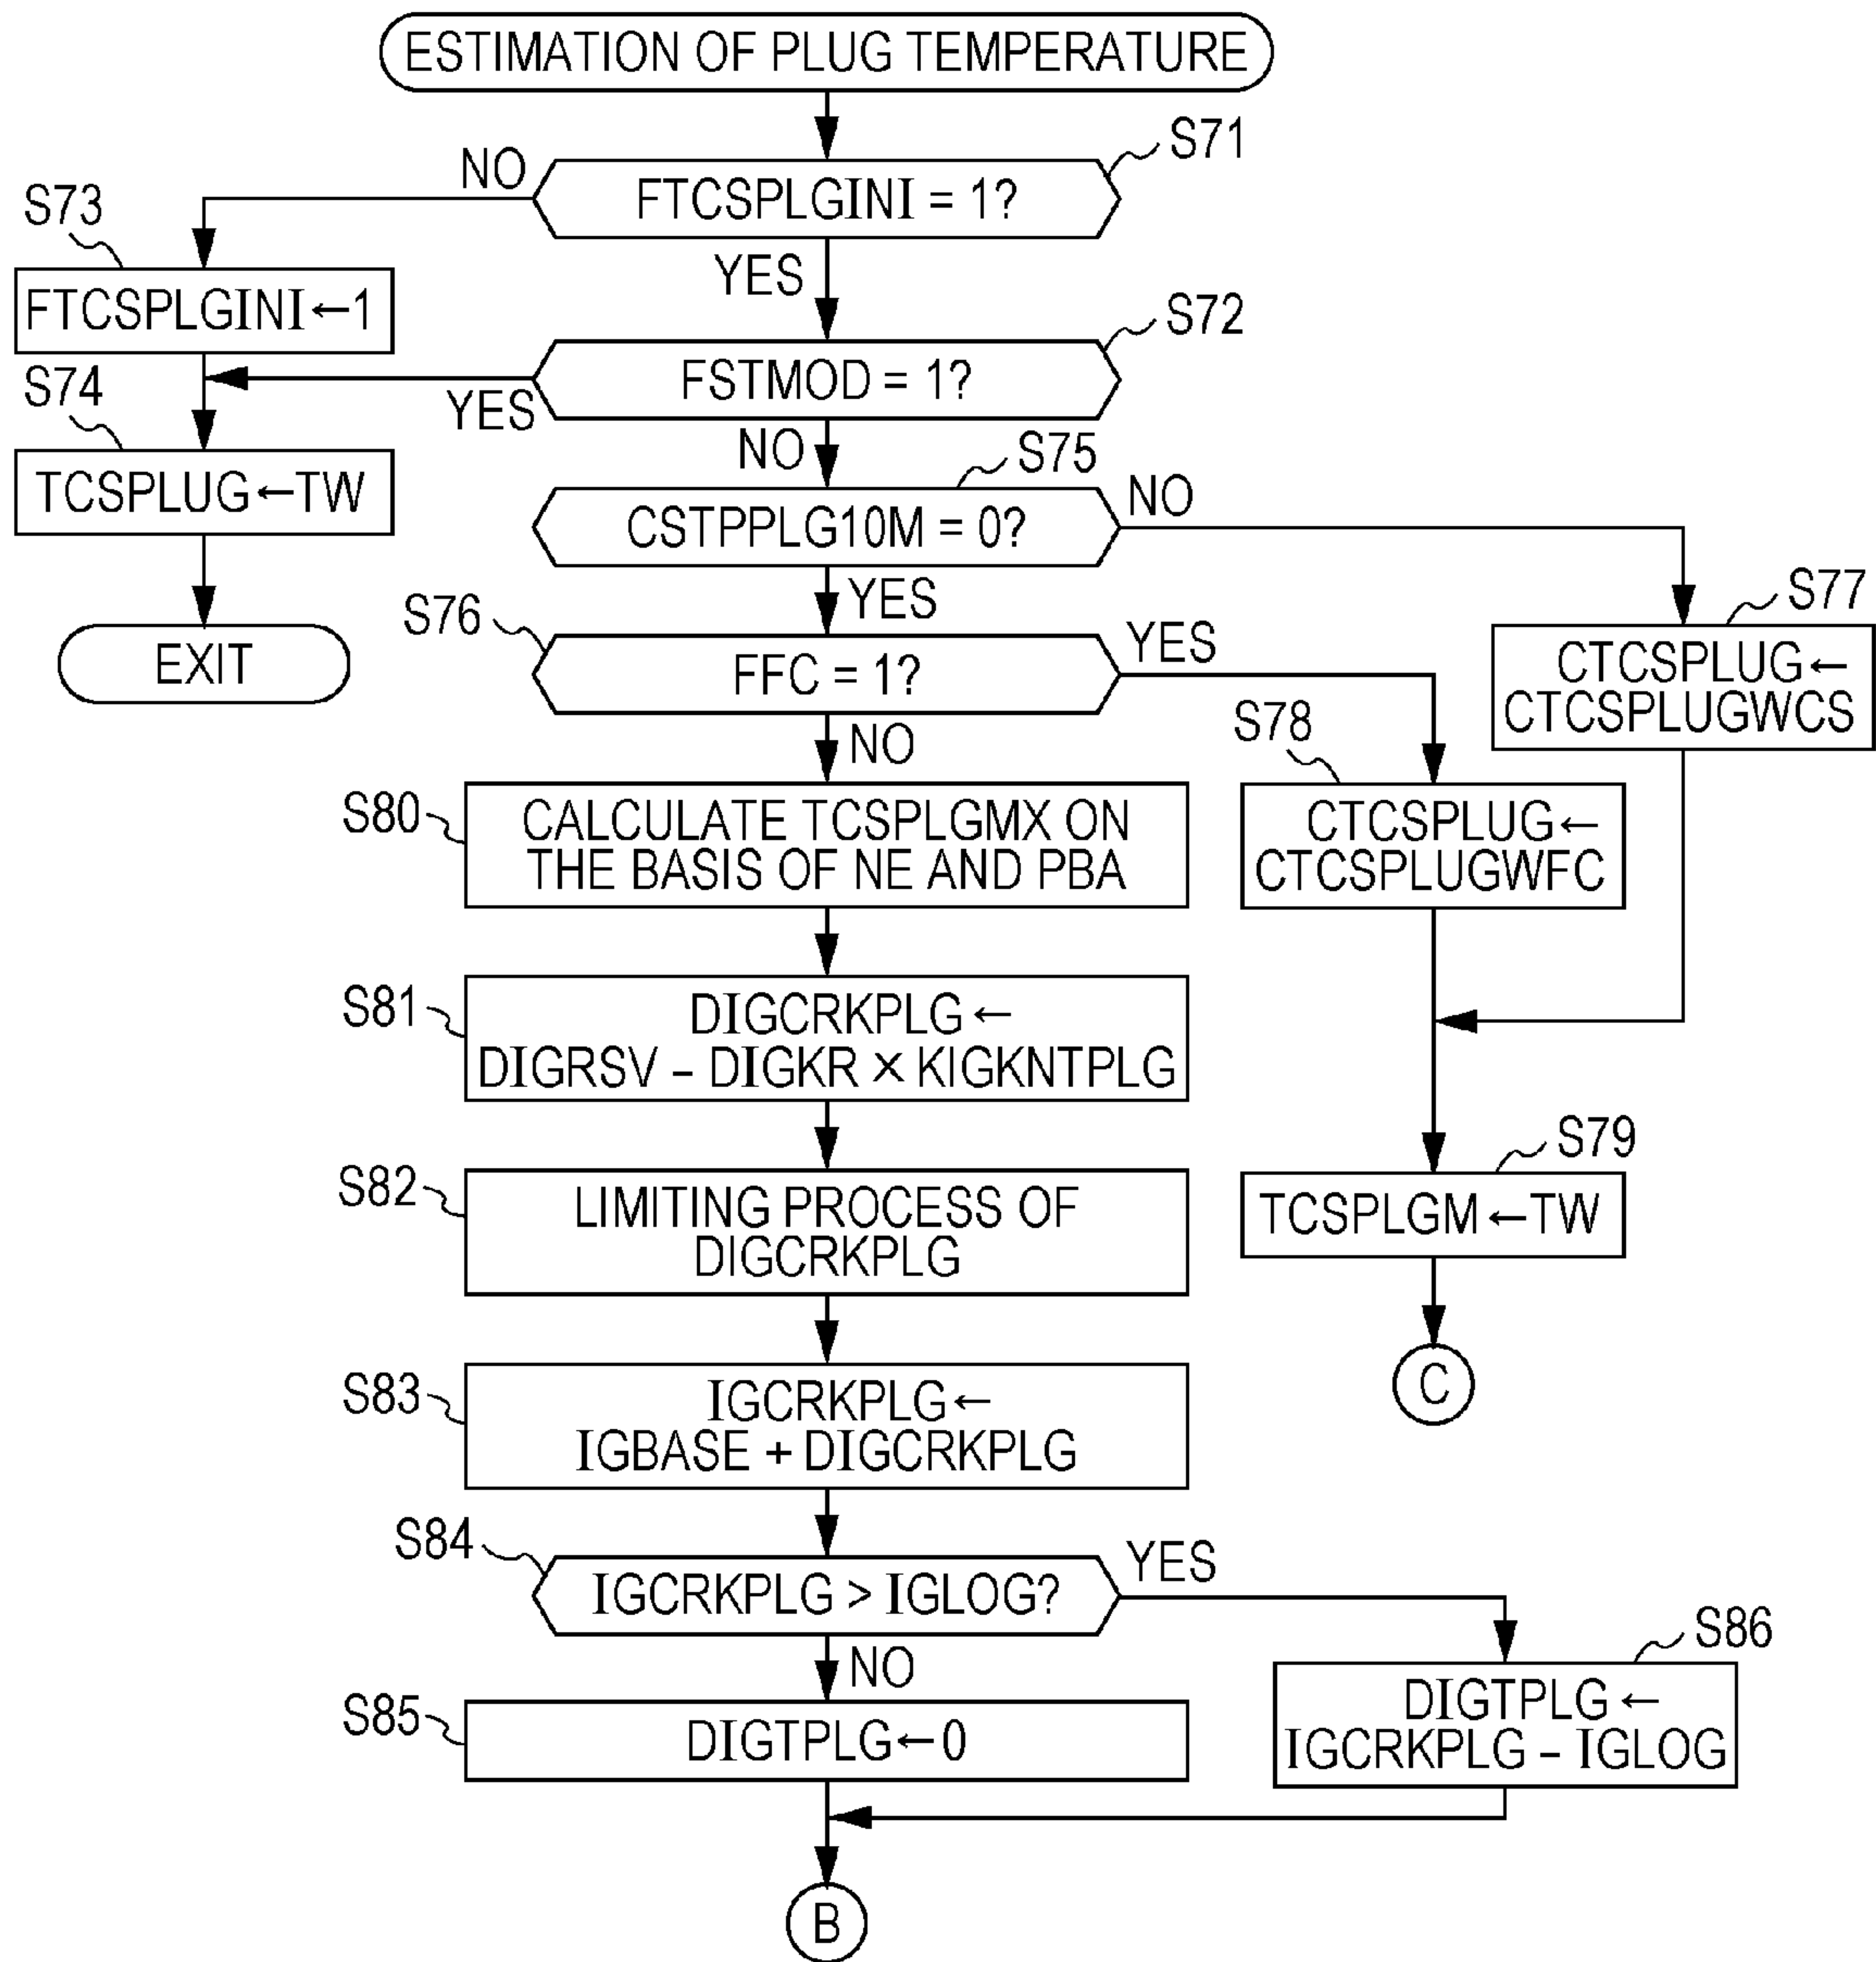 ESTIMATION OF PLUG TEMPERATURE
S71
NO
FTCSPLGINI = 1?
S73
YES
FTCSPLGINI←1
S72
FSTMOD = 1?
S74
YES
NO
S75
TCSPLUG←TW
CSTPPLG10M = 0?
NO
YES
S77
S76
EXIT
FFC = 1?
YES
CTCSPLUG←
CTCSPLUGWCS
S78
NO
S80
CALCULATE TCSPLGMX ON
THE BASIS OF NE AND PBA
CTCSPLUG←
CTCSPLUGWFC
S81
DIGCRKPLG←
DIGRSV – DIGKR × KIGKNTPLG
S79
S82
LIMITING PROCESS OF
DIGCRKPLG
TCSPLGM←TW
S83
IGCRKPLG←
IGBASE + DIGCRKPLG
C
S84
IGCRKPLG > IGLOG?
YES
NO
S86
S85
DIGTPLG←0
DIGTPLG←
IGCRKPLG – IGLOG
B